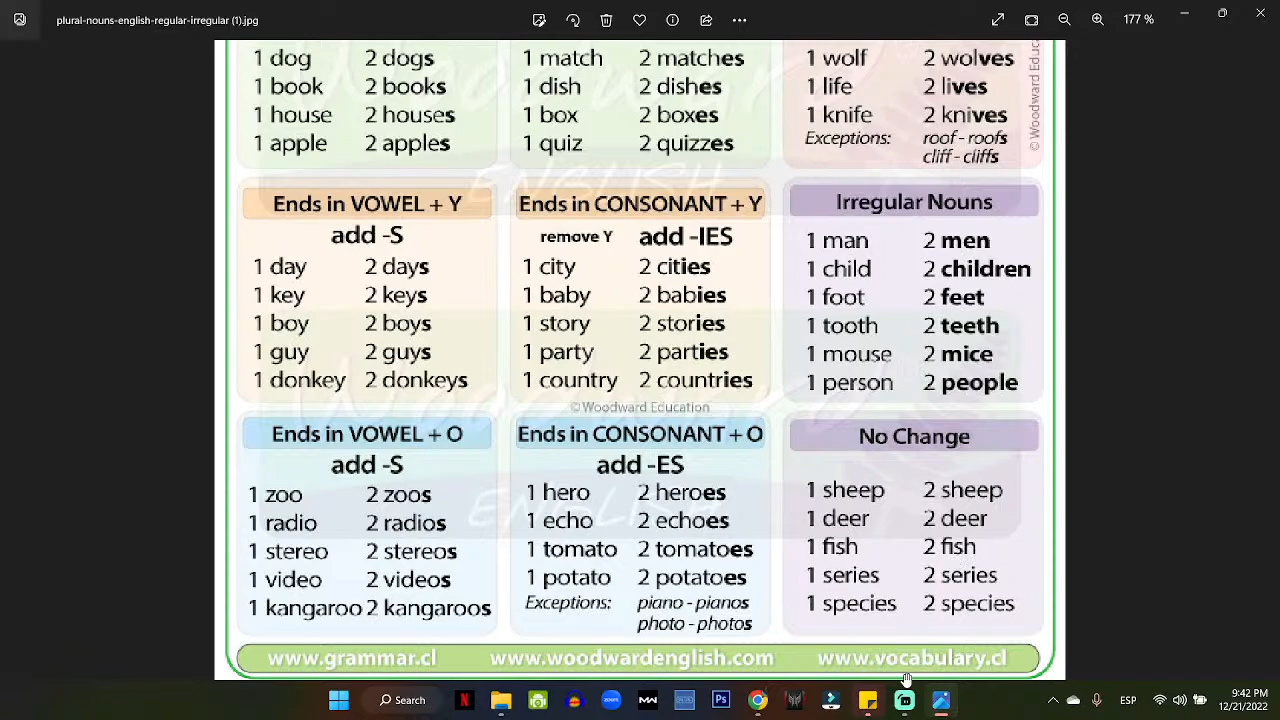 plural-nouns-english-regular-irregular (1).jpg
177 %
1 dog 2 dogs
1 book 2 books
1 house 2 houses
1 apple 2 apples
1 match 2 matches
1 dish 2 dishes
1 box 2 boxes
1 quiz 2 quizzes
1 wolf 2 wolves
1 life 2 lives
1 knife 2 knives
Exceptions: roof - roofs
cliff - cliffs
© Woodward Educ
Ends in VOWEL + Y
add -S
1 day 2 days
1 key 2 keys
1 boy 2 boys
1 guy 2 guys
1 donkey 2 donkeys
Ends in CONSONANT + Y
remove Y add -IES
1 city 2 cities
1 baby 2 babies
1 story 2 stories
1 party 2 parties
1 country 2 countries
Irregular Nouns
1 man 2 men
1 child 2 children
1 foot 2 feet
1 tooth 2 teeth
1 mouse 2 mice
1 person 2 people
©Woodward Education
Ends in VOWEL + O
add -S
1 zoo 2 zoos
1 radio 2 radios
1 stereo 2 stereos
1 video 2 videos
1 kangaroo 2 kangaroos
Ends in CONSONANT + O
add -ES
1 hero 2 heroes
1 echo 2 echoes
1 tomato 2 tomatoes
1 potato 2 potatoes
Exceptions: piano - pianos
photo - photos
No Change
1 sheep 2 sheep
1 deer 2 deer
1 fish 2 fish
1 series 2 series
1 species 2 species
www.grammar.cl www.woodwardenglish.com www.vocabulary.cl
Search
N
zoom
MW
Ps
ESP
9:42 PM
12/21/2022
ENGLISH
ENGLISH